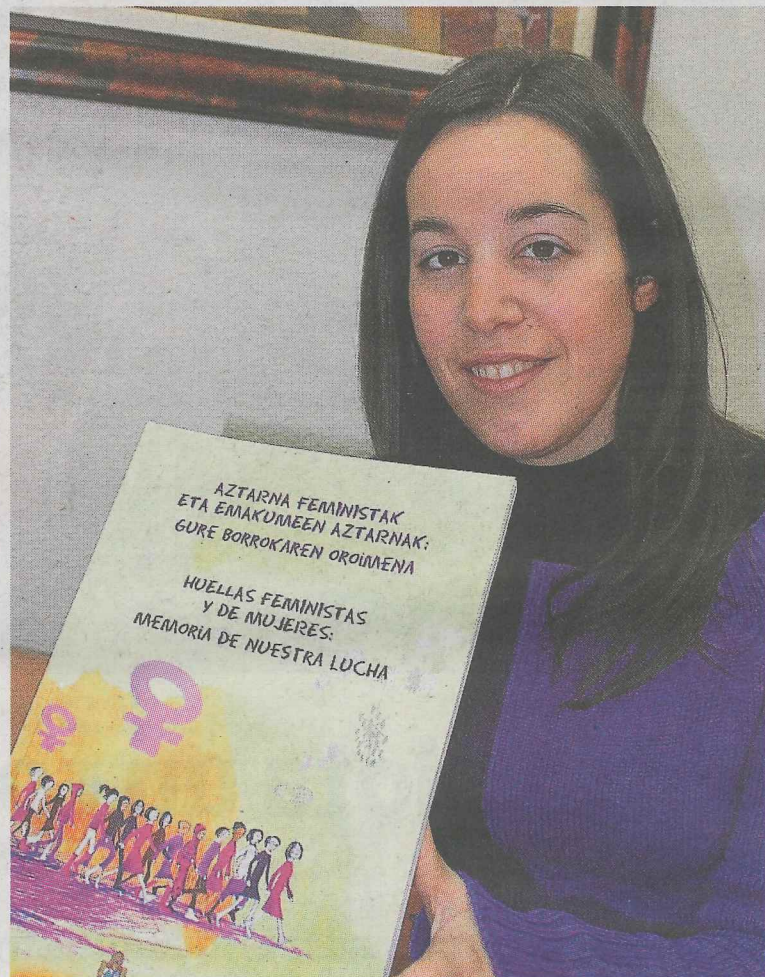 AZTARNA FEMINISTAK
ETA EMAKUMEEN AZTARNAK:
GURE BORROKAREN OROIMENA
HUELLAS FEMINISTAS
Y DE MUJERES:
MEMORIA DE NUESTRA LUCHA